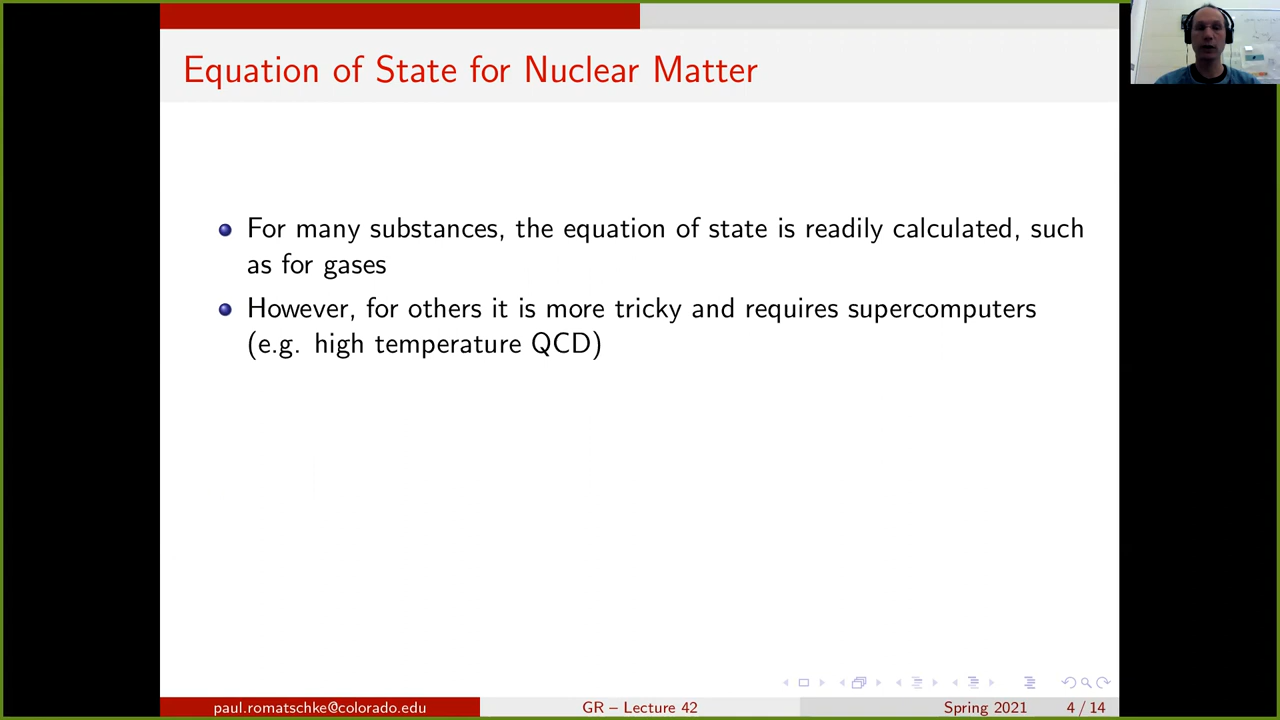 Equation of State for Nuclear Matter
For many substances, the equation of state is readily calculated, such
as for gases
However, for others it is more tricky and requires supercomputers
(e.g. high temperature QCD)
paul.romatschke@colorado.edu GR – Lecture 42 Spring 2021 4 / 14